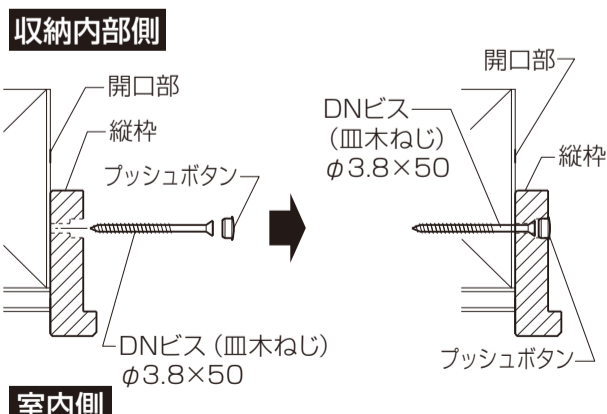 収納内部側
開口部
縦枠
プッシュボタン
DNビス（皿木ねじ）
φ3.8×50
開口部
DNビス
（皿木ねじ）
φ3.8×50
縦枠
プッシュボタン
室内側